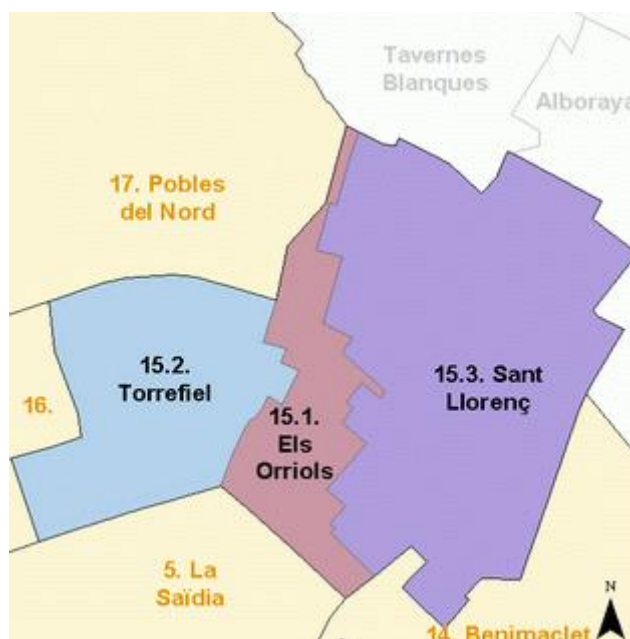 Tavernes
Blanques
Alboraya
17. Pobles
del Nord
15.2.
Torrefiel
15.3. Sant
Llorenç
16.
15.1.
Els
Orriols
5. La
Saïdia
N
14. Benimaclet